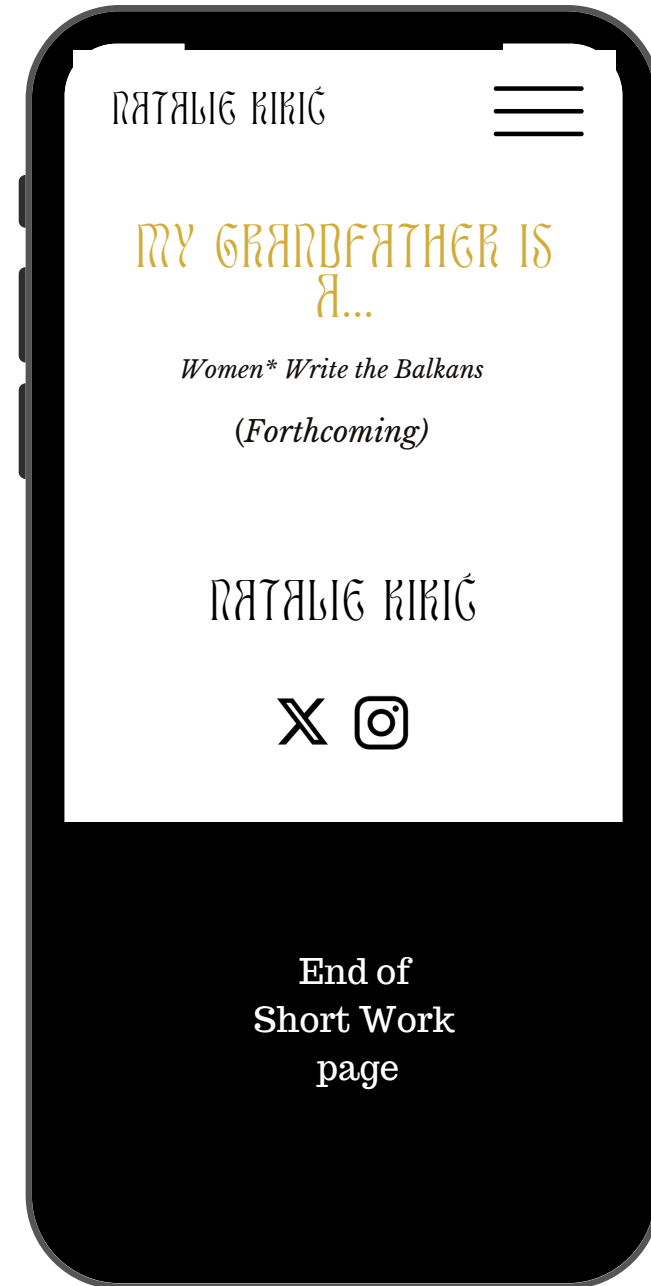 NATALIE KIKIĆ
MY GRANDFATHER IS
A...
Women* Write the Balkans
(Forthcoming)
NATALIE KIKIĆ
End of
Short Work
page